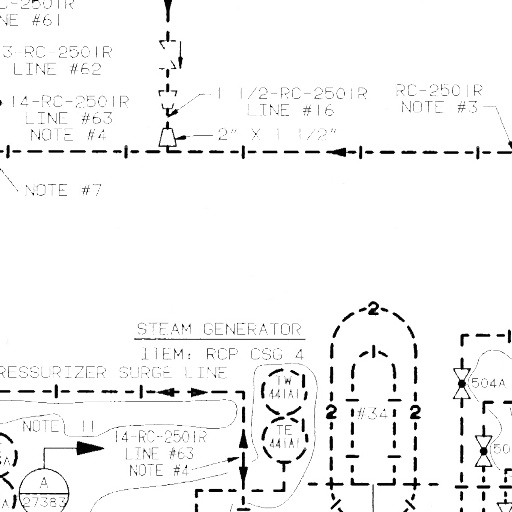 LINE #61
3-RC-2501R
LINE #62
14-RC-2501R
LINE #63
NOTE #4
1 1/2-RC-2501R
LINE #16
RC-2501R
NOTE #3
2" X 1 1/2"
NOTE #7
STEAM GENERATOR
ITEM: RCP CSG 4
RESSURIZER SURGE LINE
2
TW
441A1
TE
441A1
2
#34
2
504A
NOTE 11
14-RC-2501R
LINE #63
NOTE #4
A
27383